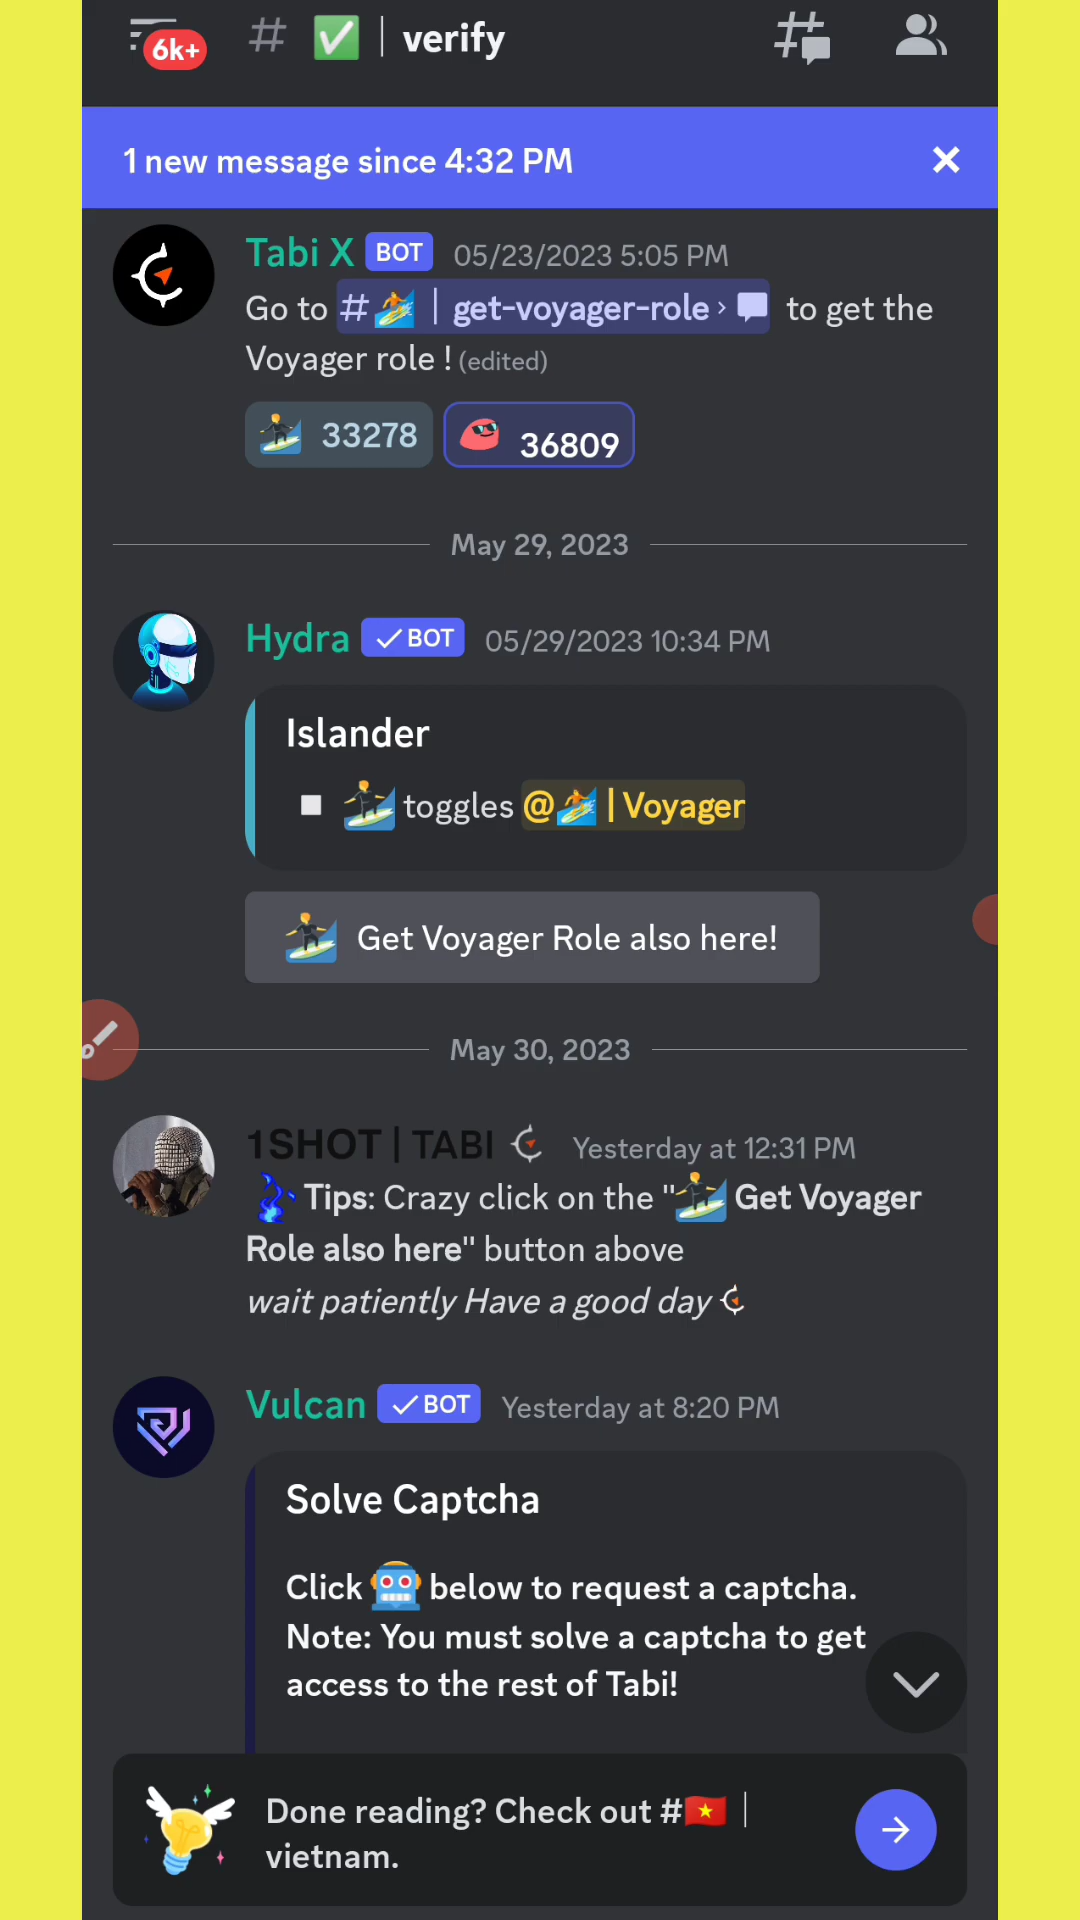 6k+ # ✅ | verify
1 new message since 4:32 PM
Tabi X BOT 05/23/2023 5:05 PM
Go to #🏄 | get-voyager-role › to get the
Voyager role ! (edited)
33278 36809
May 29, 2023
Hydra ✓ BOT 05/29/2023 10:34 PM
Islander
toggles @🏄 | Voyager
Get Voyager Role also here!
May 30, 2023
1SHOT | TABI Yesterday at 12:31 PM
Tips: Crazy click on the "🏄 Get Voyager
Role also here" button above
wait patiently Have a good day
Vulcan ✓ BOT Yesterday at 8:20 PM
Solve Captcha
Click 🤖 below to request a captcha.
Note: You must solve a captcha to get
access to the rest of Tabi!
Done reading? Check out #🇻🇳 |
vietnam.